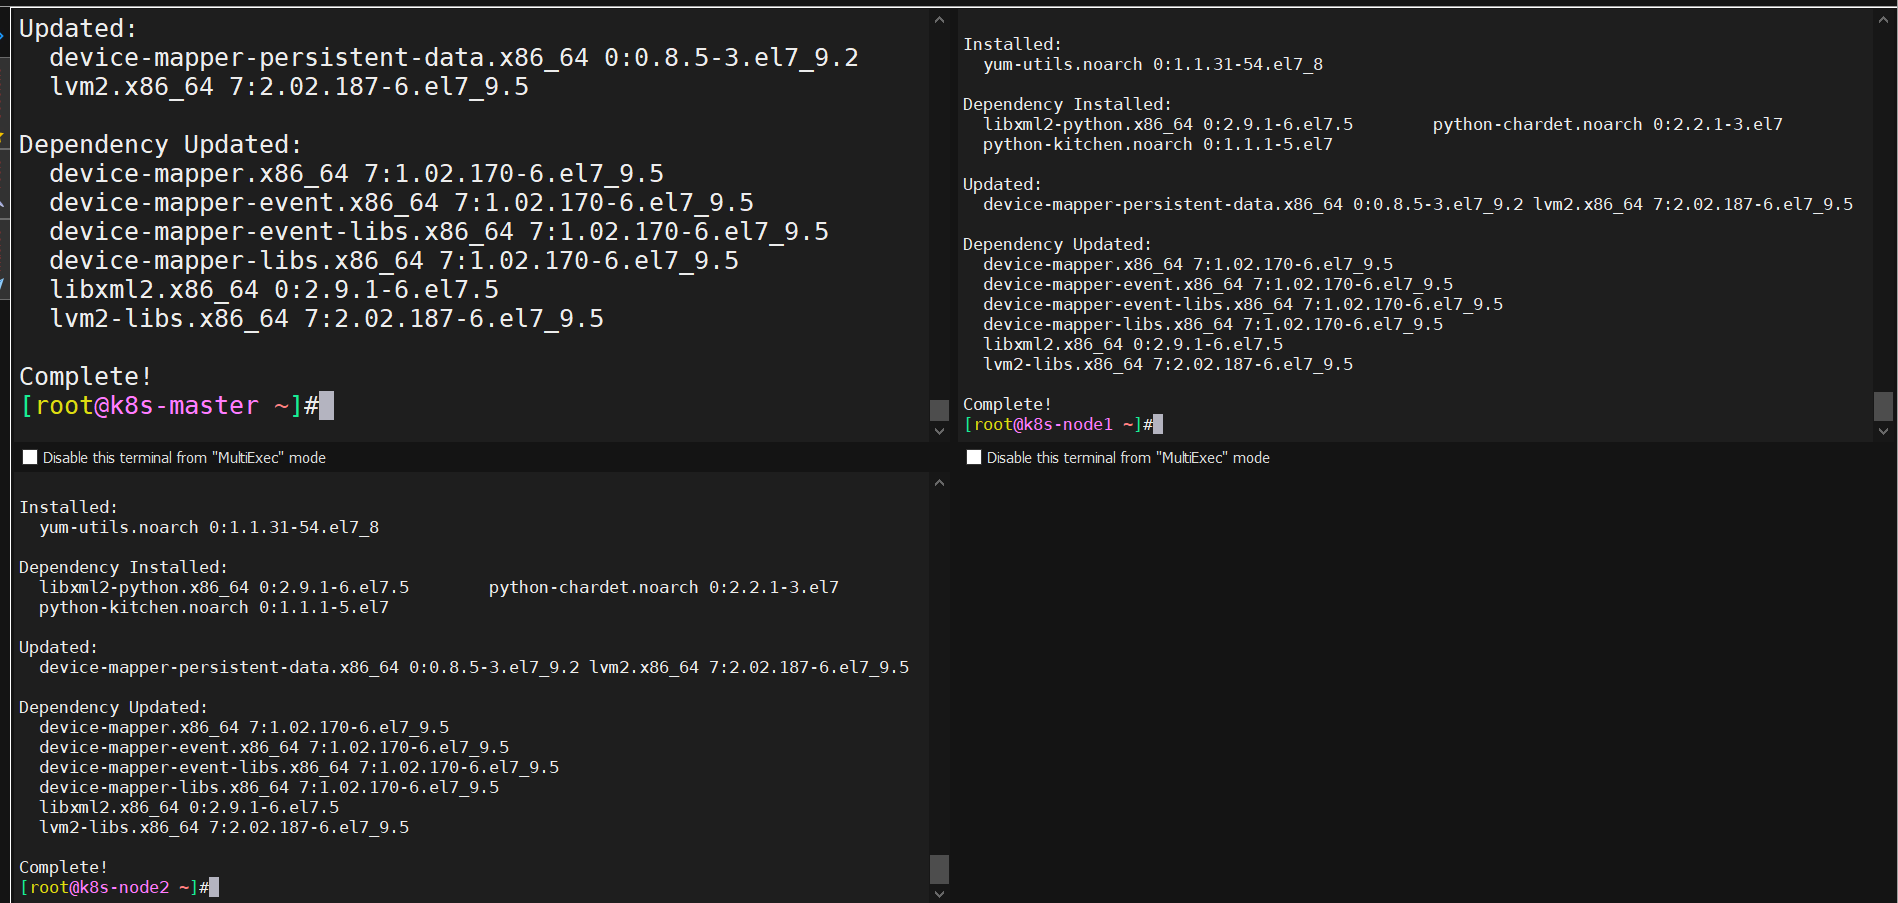 Updated:
  device-mapper-persistent-data.x86_64 0:0.8.5-3.el7_9.2
  lvm2.x86_64 7:2.02.187-6.el7_9.5

Dependency Updated:
  device-mapper.x86_64 7:1.02.170-6.el7_9.5
  device-mapper-event.x86_64 7:1.02.170-6.el7_9.5
  device-mapper-event-libs.x86_64 7:1.02.170-6.el7_9.5
  device-mapper-libs.x86_64 7:1.02.170-6.el7_9.5
  libxml2.x86_64 0:2.9.1-6.el7.5
  lvm2-libs.x86_64 7:2.02.187-6.el7_9.5

Complete!
[root@k8s-master ~]#
Disable this terminal from "MultiExec" mode

Installed:
  yum-utils.noarch 0:1.1.31-54.el7_8

Dependency Installed:
  libxml2-python.x86_64 0:2.9.1-6.el7.5        python-chardet.noarch 0:2.2.1-3.el7
  python-kitchen.noarch 0:1.1.1-5.el7

Updated:
  device-mapper-persistent-data.x86_64 0:0.8.5-3.el7_9.2 lvm2.x86_64 7:2.02.187-6.el7_9.5

Dependency Updated:
  device-mapper.x86_64 7:1.02.170-6.el7_9.5
  device-mapper-event.x86_64 7:1.02.170-6.el7_9.5
  device-mapper-event-libs.x86_64 7:1.02.170-6.el7_9.5
  device-mapper-libs.x86_64 7:1.02.170-6.el7_9.5
  libxml2.x86_64 0:2.9.1-6.el7.5
  lvm2-libs.x86_64 7:2.02.187-6.el7_9.5

Complete!
[root@k8s-node1 ~]#
Disable this terminal from "MultiExec" mode

Installed:
  yum-utils.noarch 0:1.1.31-54.el7_8

Dependency Installed:
  libxml2-python.x86_64 0:2.9.1-6.el7.5        python-chardet.noarch 0:2.2.1-3.el7
  python-kitchen.noarch 0:1.1.1-5.el7

Updated:
  device-mapper-persistent-data.x86_64 0:0.8.5-3.el7_9.2 lvm2.x86_64 7:2.02.187-6.el7_9.5

Dependency Updated:
  device-mapper.x86_64 7:1.02.170-6.el7_9.5
  device-mapper-event.x86_64 7:1.02.170-6.el7_9.5
  device-mapper-event-libs.x86_64 7:1.02.170-6.el7_9.5
  device-mapper-libs.x86_64 7:1.02.170-6.el7_9.5
  libxml2.x86_64 0:2.9.1-6.el7.5
  lvm2-libs.x86_64 7:2.02.187-6.el7_9.5

Complete!
[root@k8s-node2 ~]#